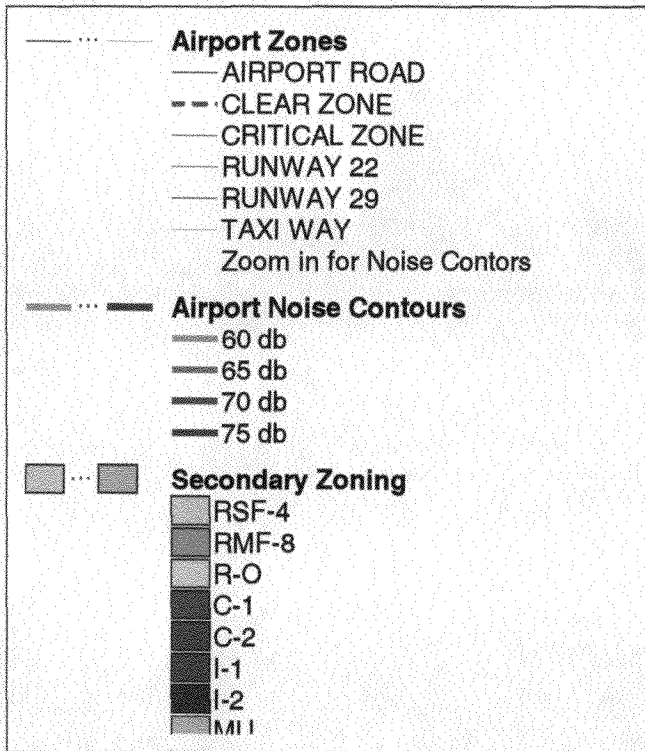 Airport Zones
AIRPORT ROAD
CLEAR ZONE
CRITICAL ZONE
RUNWAY 22
RUNWAY 29
TAXI WAY
Zoom in for Noise Contors
Airport Noise Contours
60 db
65 db
70 db
75 db
Secondary Zoning
RSF-4
RMF-8
R-O
C-1
C-2
I-1
I-2
MU